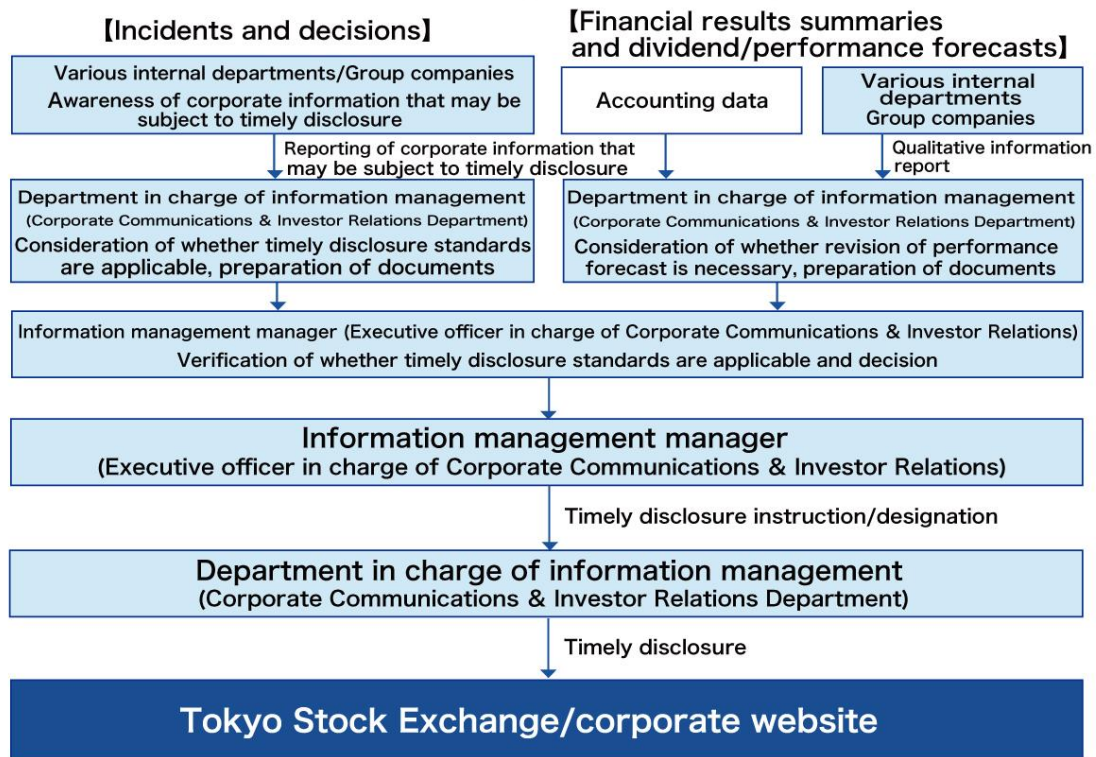 【Incidents and decisions】
Various internal departments/Group companies
Awareness of corporate information that may be
subject to timely disclosure
Reporting of corporate information that
may be subject to timely disclosure
Department in charge of information management
(Corporate Communications & Investor Relations Department)
Consideration of whether timely disclosure standards
are applicable, preparation of documents
【Financial results summaries
and dividend/performance forecasts】
Accounting data
Various internal
departments
Group companies
Qualitative information
report
Department in charge of information management
(Corporate Communications & Investor Relations Department)
Consideration of whether revision of performance
forecast is necessary, preparation of documents
Information management manager (Executive officer in charge of Corporate Communications & Investor Relations)
Verification of whether timely disclosure standards are applicable and decision
Information management manager
(Executive officer in charge of Corporate Communications & Investor Relations)
Timely disclosure instruction/designation
Department in charge of information management
(Corporate Communications & Investor Relations Department)
Timely disclosure
Tokyo Stock Exchange/corporate website